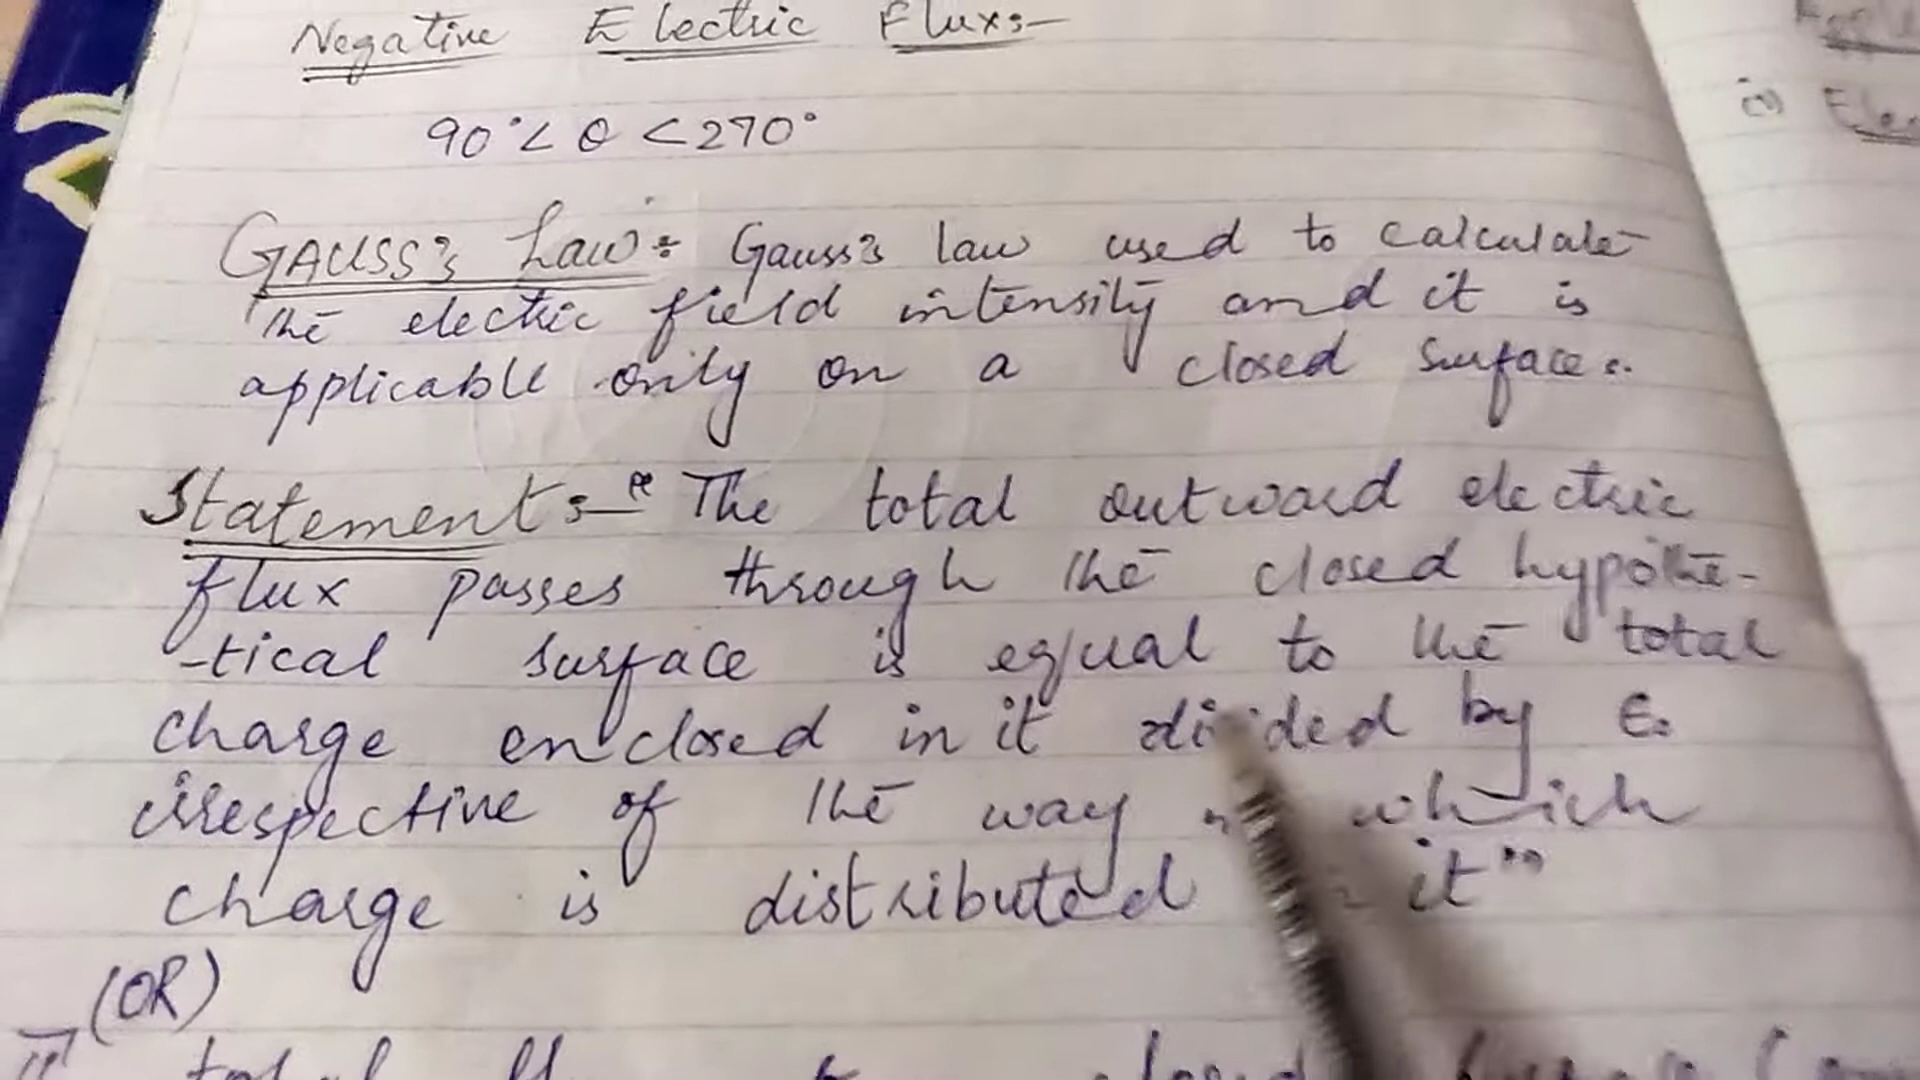 Negative Electric Flux:-
90° < θ < 270°
GAUSS's Law:- Gauss's law used to calculate
the electric field intensity and it is
applicable only on a closed surface.
Statement:- "The total outward electric
flux passes through the closed hypothe-
-tical surface is equal to the total
charge enclosed in it divided by ε₀
irrespective of the way which
charge is distributed it"
(OR)
total